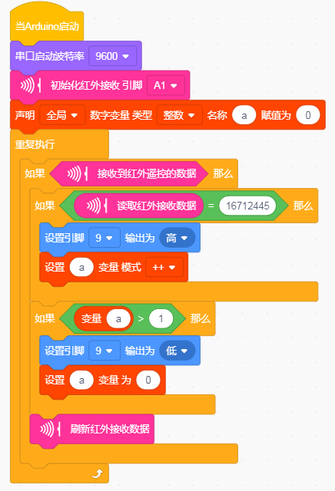 当Arduino启动
串口启动波特率 9600
初始化红外接收 引脚 A1
声明 全局 数字变量 类型 整数 名称 a 赋值为 0
重复执行
如果 接收到红外遥控的数据 那么
如果 读取红外接收数据 = 16712445 那么
设置引脚 9 输出为 高
设置 a 变量 模式 ++
如果 变量 a > 1 那么
设置引脚 9 输出为 低
设置 a 变量 为 0
刷新红外接收数据